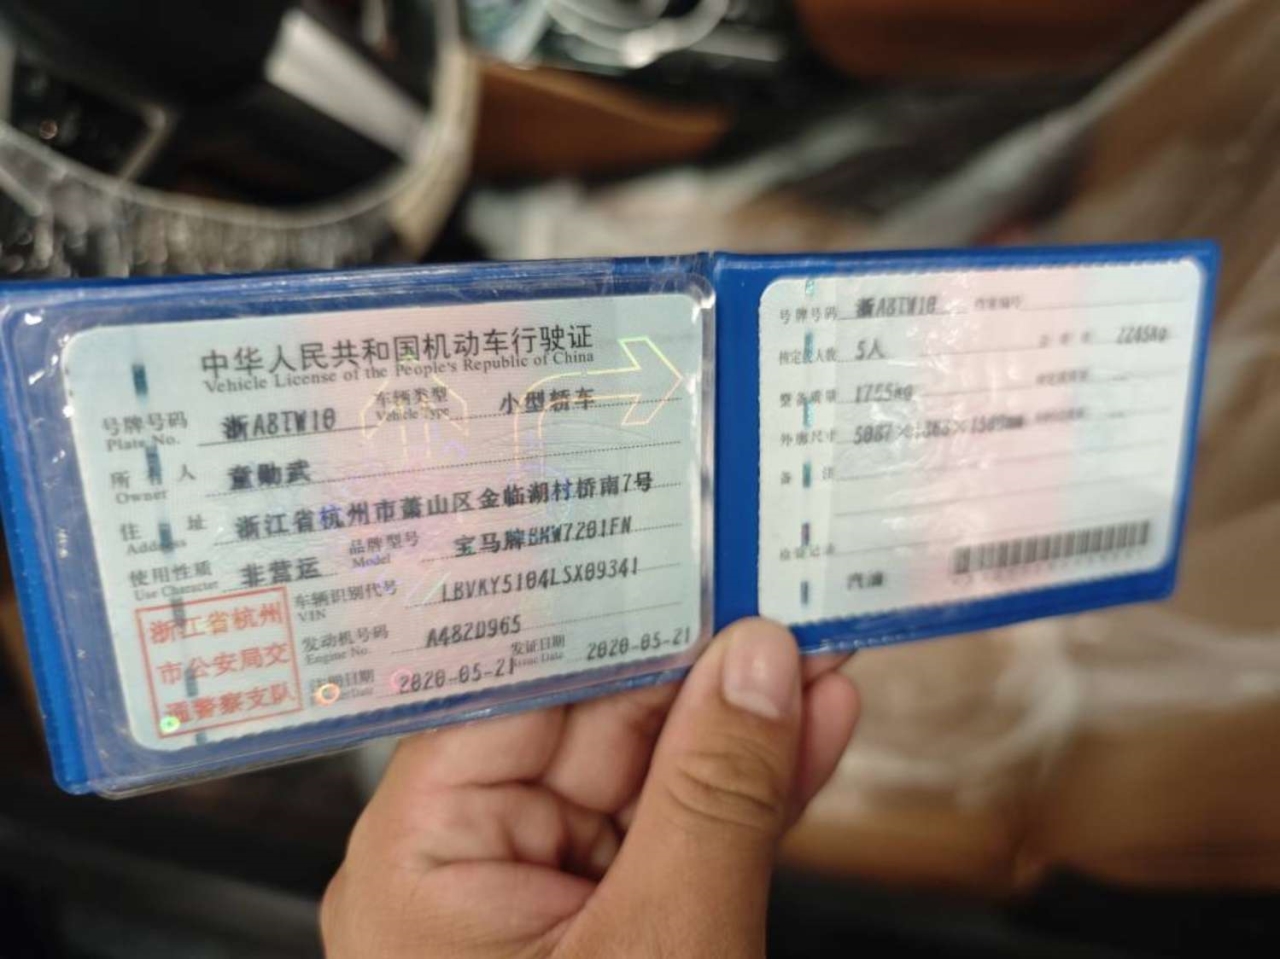 中华人民共和国机动车行驶证
Vehicle License of the People's Republic of China
号牌号码 浙A8TW10 车辆类型 小型轿车
Plate No. Vehicle Type
所有人 童勋武
Owner
住址 浙江省杭州市萧山区金临湖村桥南7号
Address
使用性质 非营运 品牌型号 宝马牌BMW7201FN
Use Character Model
浙江省杭州
市公安局交
通警察支队
车辆识别代号 LBVKY5104LSX09341
VIN
发动机号码 A482D965
Engine No.
注册日期 2020-05-21 发证日期 2020-05-21
Issue Date
号牌号码 浙A8TW10 档案编号
核定载人数 5人 2245kg
整备质量 1755kg
外廓尺寸
备注
检验记录
汽油